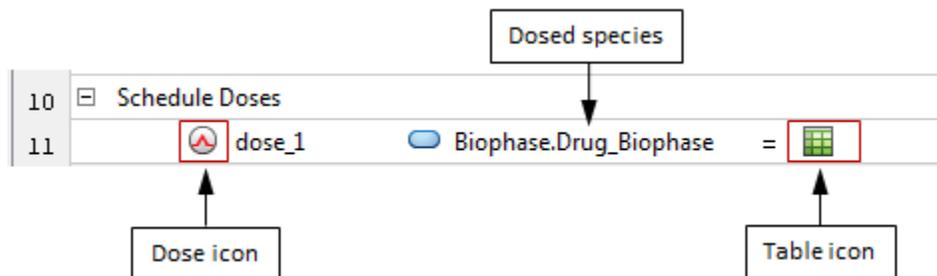 Dosed species
10 Schedule Doses
11 dose_1 Biophase.Drug_Biophase =
Dose icon Table icon